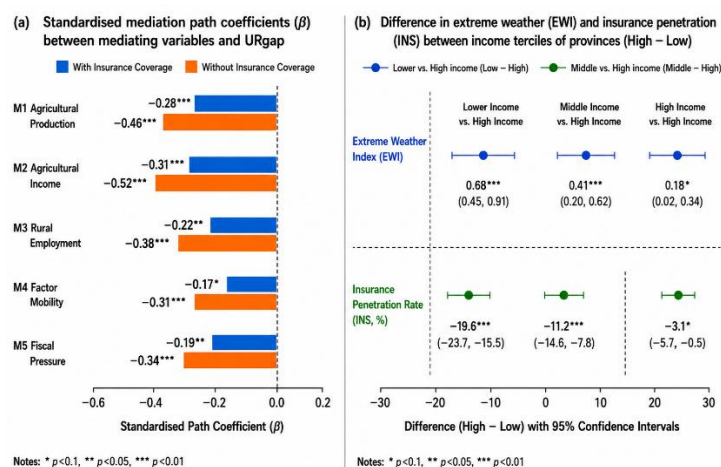 (a) Standardised mediation path coefficients (β)
between mediating variables and URgap
With Insurance Coverage
Without Insurance Coverage
M1 Agricultural
Production
−0.28***
−0.46***
M2 Agricultural
Income
−0.31***
−0.52***
M3 Rural
Employment
−0.22**
−0.38***
M4 Factor
Mobility
−0.17*
−0.31***
M5 Fiscal
Pressure
−0.19**
−0.34***
−0.6
−0.4
−0.2
0.0
0.2
Standardised Path Coefficient (β)
Notes: * p<0.1, ** p<0.05, *** p<0.01
(b) Difference in extreme weather (EWI) and insurance penetration
(INS) between income terciles of provinces (High – Low)
Lower vs. High income (Low – High)
Middle vs. High income (Middle – High)
Lower Income
vs. High Income
Middle Income
vs. High Income
High Income
vs. High Income
Extreme Weather
Index (EWI)
0.68***
(0.45, 0.91)
0.41***
(0.20, 0.62)
0.18*
(0.02, 0.34)
Insurance
Penetration Rate
(INS, %)
−19.6***
(−23.7, −15.5)
−11.2***
(−14.6, −7.8)
−3.1*
(−5.7, −0.5)
−30
−20
−10
0
10
20
30
Difference (High – Low) with 95% Confidence Intervals
Notes: * p<0.1, ** p<0.05, *** p<0.01